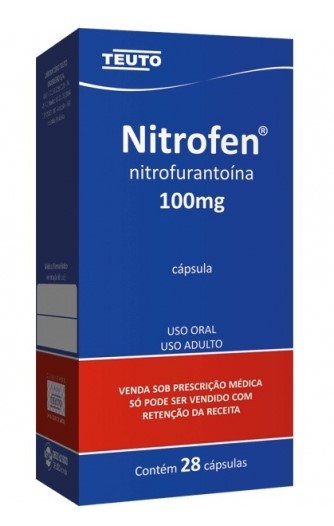 TEUTO
Nitrofen®
nitrofurantoína
100mg
cápsula
USO ORAL
USO ADULTO
VENDA SOB PRESCRIÇÃO MÉDICA
SÓ PODE SER VENDIDO COM
RETENÇÃO DA RECEITA
Contém 28 cápsulas